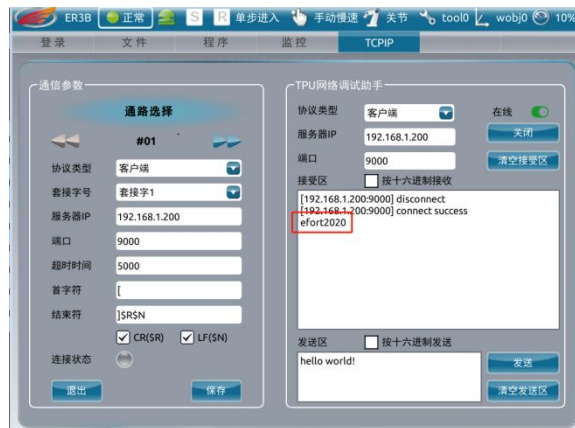 ER3B 正常 S R 单步进入 手动慢速 关节 tool0 wobj0 10%
登录 文件 程序 监控 TCPIP
通信参数
通路选择
#01
协议类型 客户端
套接字号 套接字1
服务器IP 192.168.1.200
端口 9000
超时时间 5000
首字符 [
结束符 ]$R$N
CR($R) LF($N)
连接状态
退出 保存
TPU网络调试助手
协议类型 客户端 在线
服务器IP 192.168.1.200 关闭
端口 9000 清空接受区
接受区 按十六进制接收
[192.168.1.200:9000] disconnect
[192.168.1.200:9000] connect success
efort2020
发送区 按十六进制发送
hello world!
发送
清空发送区